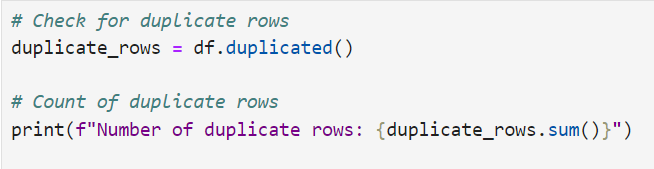 # Check for duplicate rows
duplicate_rows = df.duplicated()
# Count of duplicate rows
print(f"Number of duplicate rows: {duplicate_rows.sum()}")